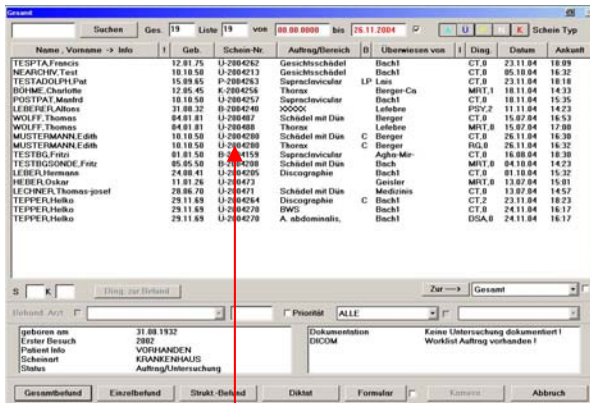 Gesamt
Suchen Ges. 19 Liste 19 von 00.00.0000 bis 26.11.2004 A U N K Schein Typ
Name , Vorname -> Info ! Geb. Schein-Nr. Auftrag/Bereich B Überwiesen von I Diag. Datum Ankunft
TESPTA,Francis 12.01.75 U-2004262 Gesichtsschädel Bach1 CT,0 23.11.04 18:09
NEARCHIV,Test 10.10.50 U-2004213 Gesichtsschädel Bach1 CT,0 05.10.04 16:32
TESTADOLPH,Pat 15.09.65 P-2004263 Supraclavicular LP Lais CT,0 23.11.04 18:18
BÖHME,Charlotte 12.05.45 K-2004256 Thorax Berger-Ca MRT,1 18.11.04 14:33
POSTPAT,Manfrd 10.10.50 U-2004257 Supraclavicular Bach1 CT,0 18.11.04 15:35
LEBERER,Alfons 31.08.32 B-2004240 XXXXX Lefebre PSY,2 11.11.04 14:23
WOLFF,Thomas 04.01.81 U-200487 Schädel mit Dün Berger CT,0 15.07.04 16:53
WOLFF,Thomas 04.01.81 U-200488 Thorax Lefebre MRT,0 15.07.04 17:00
MUSTERMANN,Edith 10.10.50 U-2004280 Schädel mit Dün C Berger CT,0 26.11.04 16:30
MUSTERMANN,Edith 10.10.50 U-2004280 Thorax C Berger RG,0 26.11.04 16:32
TESTBG,Fritzi 01.01.50 B-2004159 Supraclavicular Agha-Mir- CT,0 16.08.04 18:38
TESTBGSONDE,Fritz 05.05.50 B-2004208 Schädel mit Dün Bach MRT,0 04.10.04 14:23
LEBER,Hermann 24.08.41 U-2004205 Discographie Bach1 CT,0 01.10.04 15:32
HEBER,Oskar 11.01.26 U-200473 Geisler MRT,0 13.07.04 15:01
LECHNER,Thomas-josef 28.06.70 U-200471 Schädel mit Dün Medizinis CT,0 13.07.04 14:57
TEPPER,Heiko 29.11.69 U-2004264 Discographie C Bach1 CT,2 23.11.04 18:23
TEPPER,Heiko 29.11.69 U-2004270 BWS Bach1 CT,0 24.11.04 16:17
TEPPER,Heiko 29.11.69 U-2004270 A. abdominalis, Bach1 DSA,0 24.11.04 16:17
S K Ding. zur Befund Zur ---> Gesamt
Behand. Arzt Priorität ALLE
geboren am 31.08.1932
Erster Besuch 2002
Patient Info VORHANDEN
Scheinart KRANKENHAUS
Status Auftrag/Untersuchung
Dokumentation Keine Untersuchung dokumentiert !
DICOM Worklist Auftrag vorhanden !
Gesamtbefund Einzelbefund Strukt.-Befund Diktat Formular Kamera Abbruch